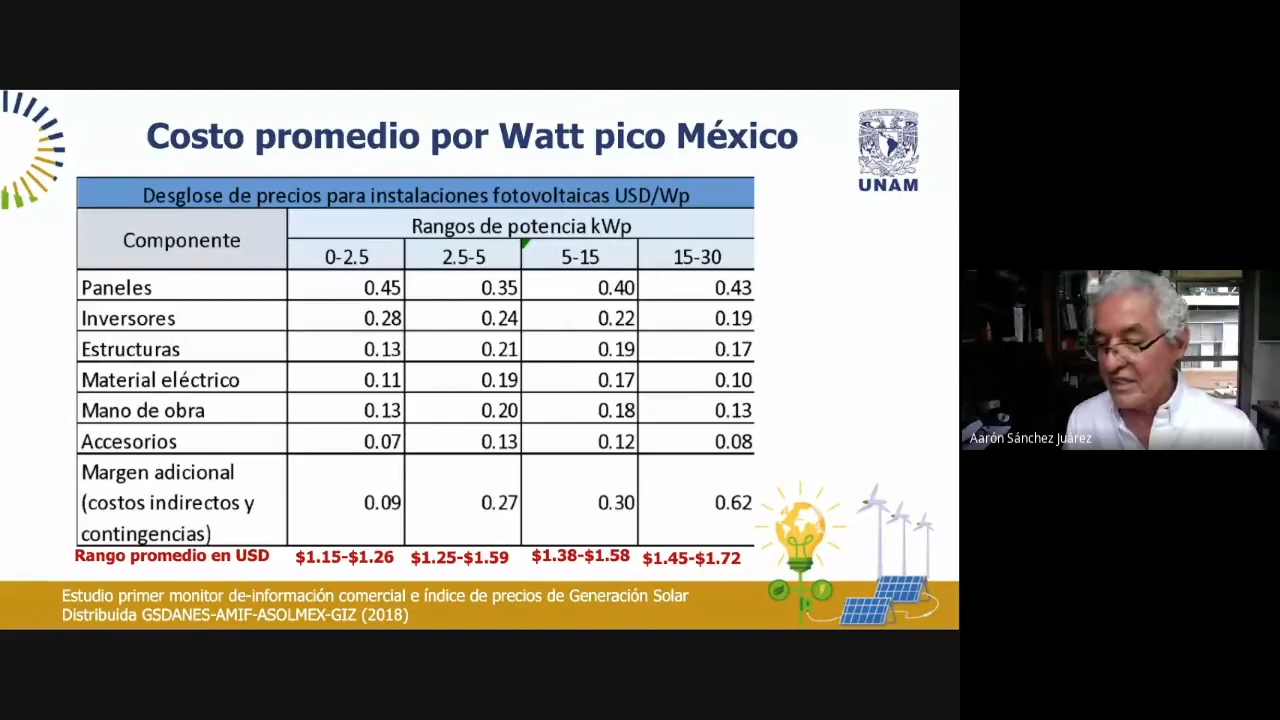 Costo promedio por Watt pico México
UNAM
Desglose de precios para instalaciones fotovoltaicas USD/Wp
Componente
Rangos de potencia kWp
0-2.5 2.5-5 5-15 15-30
Paneles 0.45 0.35 0.40 0.43
Inversores 0.28 0.24 0.22 0.19
Estructuras 0.13 0.21 0.19 0.17
Material eléctrico 0.11 0.19 0.17 0.10
Mano de obra 0.13 0.20 0.18 0.13
Accesorios 0.07 0.13 0.12 0.08
Margen adicional
(costos indirectos y 0.09 0.27 0.30 0.62
contingencias)
Rango promedio en USD $1.15-$1.26 $1.25-$1.59 $1.38-$1.58 $1.45-$1.72
Estudio primer monitor de-información comercial e índice de precios de Generación Solar
Distribuida GSDANES-AMIF-ASOLMEX-GIZ (2018)
Aarón Sánchez Juárez